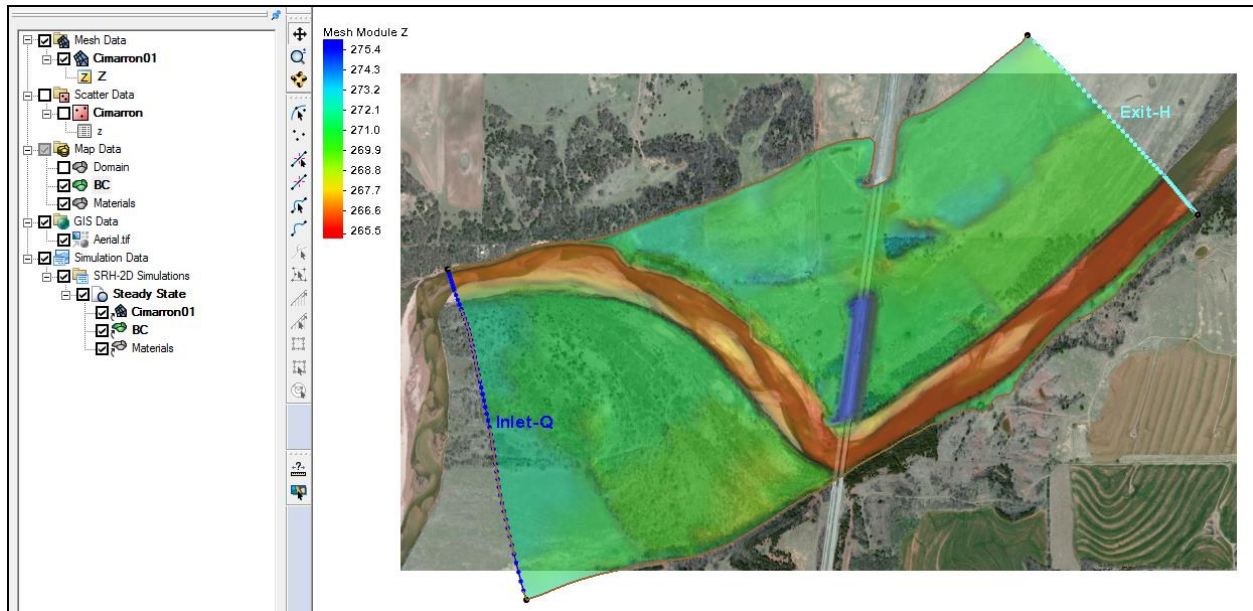 Mesh Data
Cimarron01
Z
Scatter Data
Cimarron
z
Map Data
Domain
BC
Materials
GIS Data
Aerial.tif
Simulation Data
SRH-2D Simulations
Steady State
Cimarron01
BC
Materials
Mesh Module Z
275.4
274.3
273.2
272.1
271.0
269.9
268.8
267.7
266.6
265.5
Exit-H
Inlet-Q